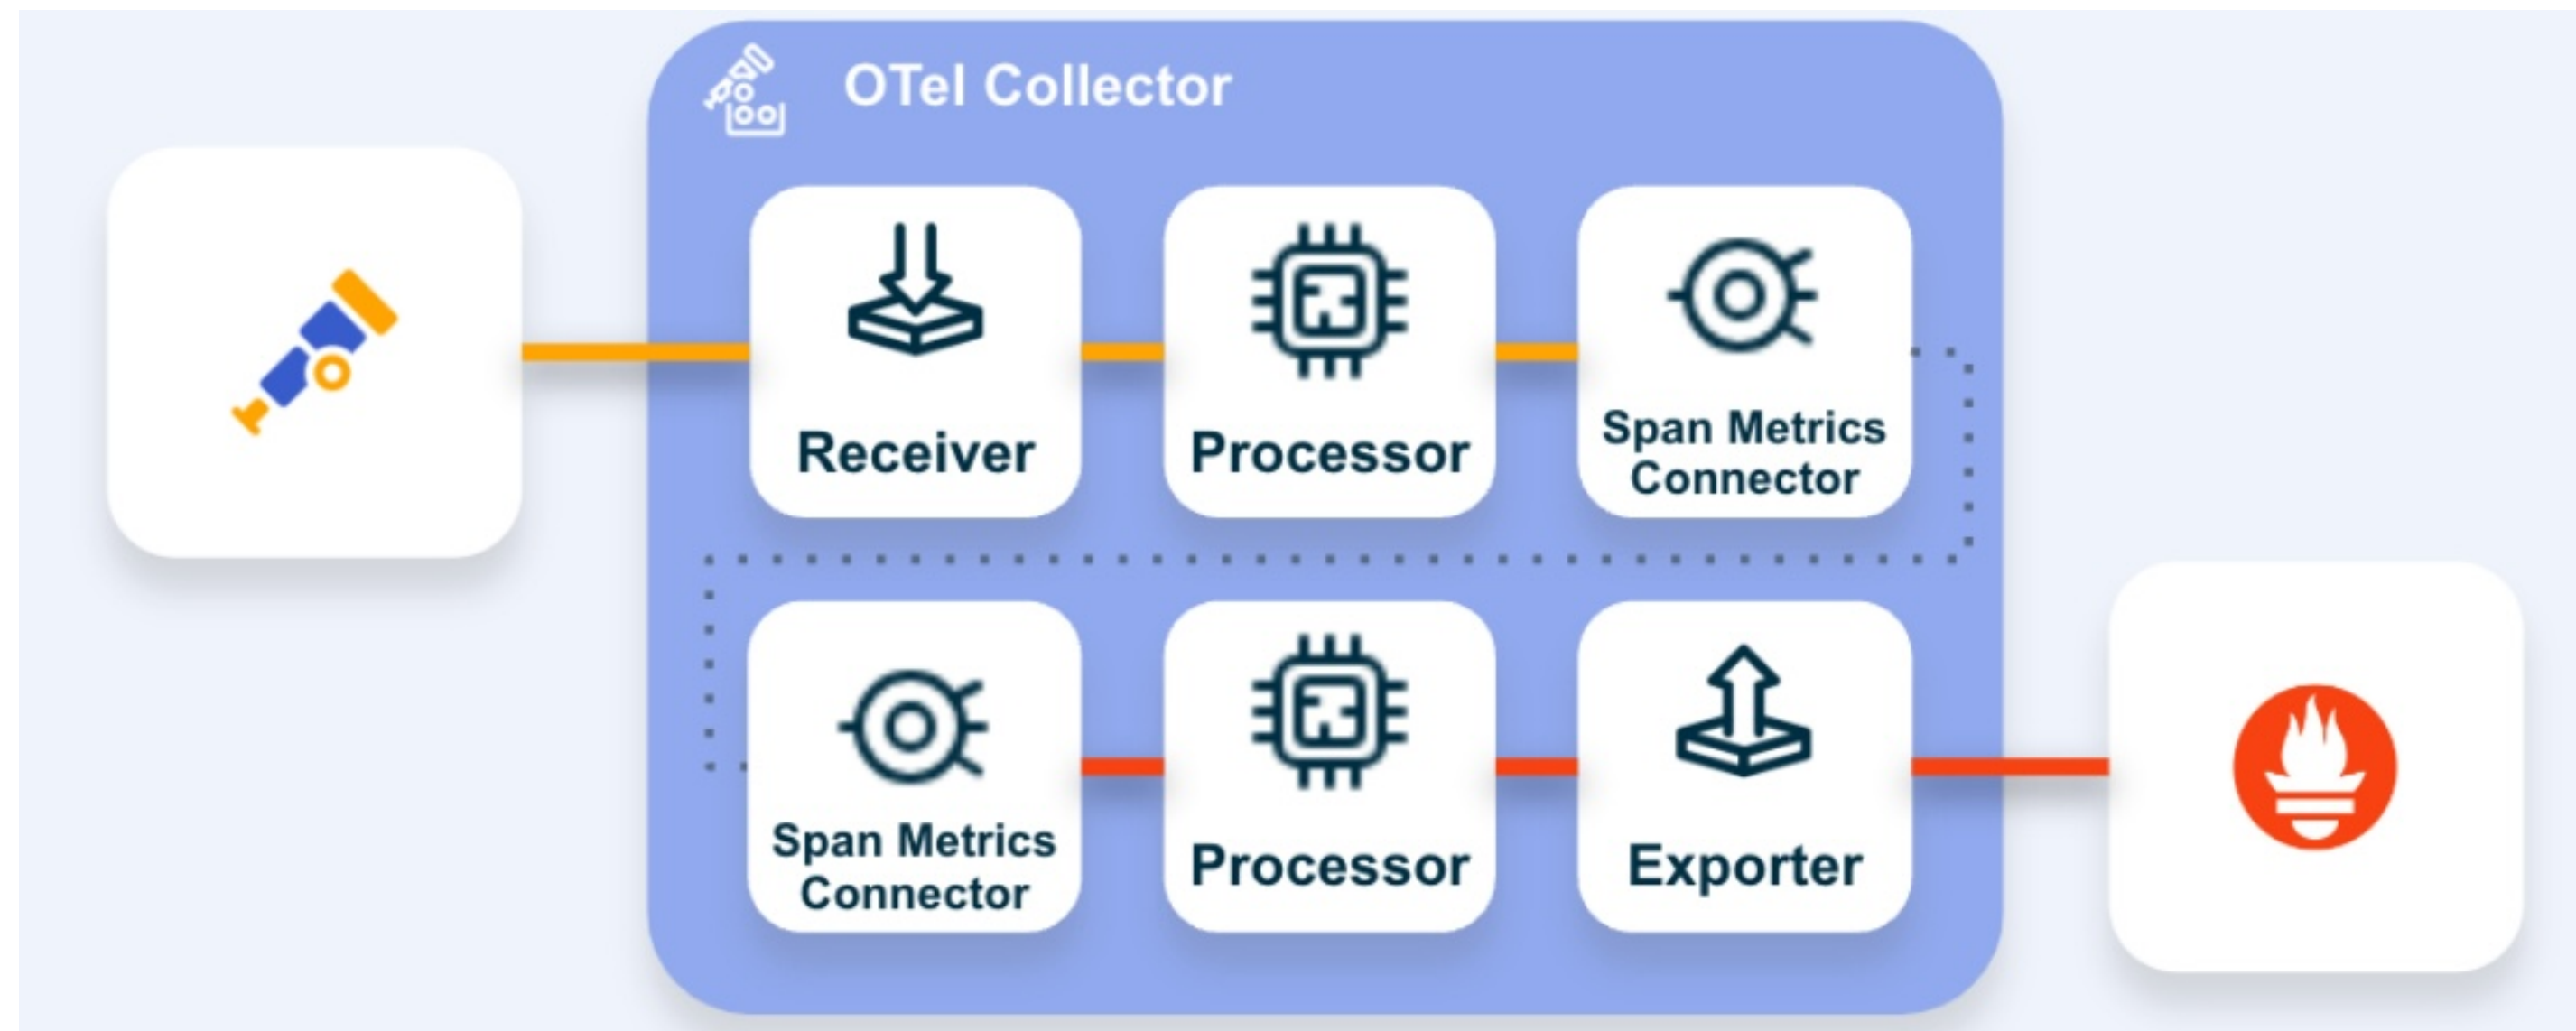 OTel Collector
Receiver
Processor
Span Metrics
Connector
Span Metrics
Connector
Processor
Exporter